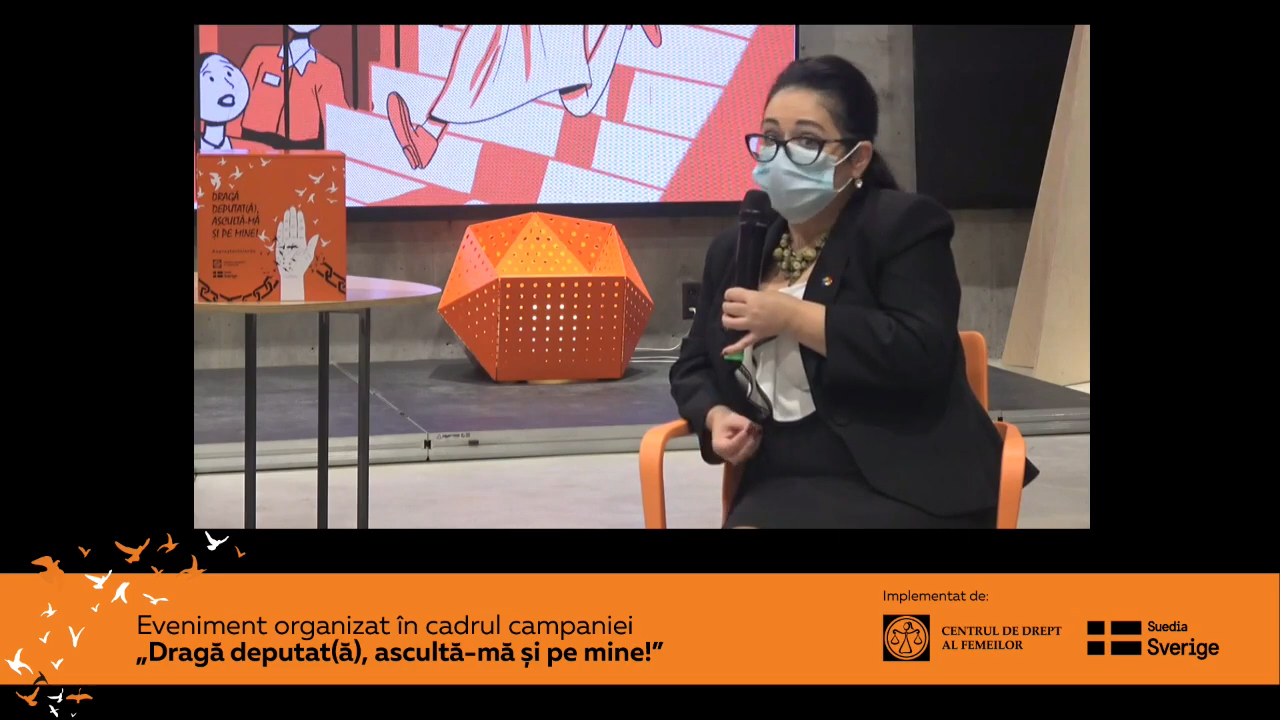 DRAGĂ
DEPUTAT(Ă),
ASCULTĂ-MĂ
ȘI PE MINE!
Sverige
Eveniment organizat în cadrul campaniei
„Dragă deputat(ă), ascultă-mă și pe mine!”
Implementat de:
CENTRUL DE DREPT
AL FEMEILOR
Suedia
Sverige